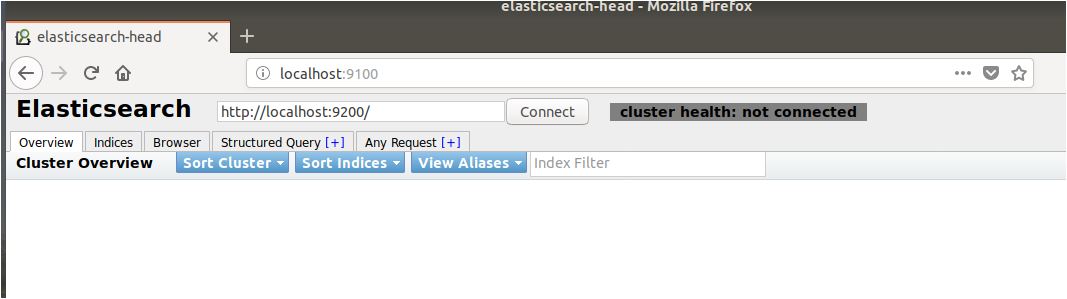 elasticsearch-head - Mozilla Firefox
elasticsearch-head
localhost:9100
Elasticsearch http://localhost:9200/ Connect cluster health: not connected
Overview Indices Browser Structured Query [+] Any Request [+]
Cluster Overview Sort Cluster Sort Indices View Aliases Index Filter